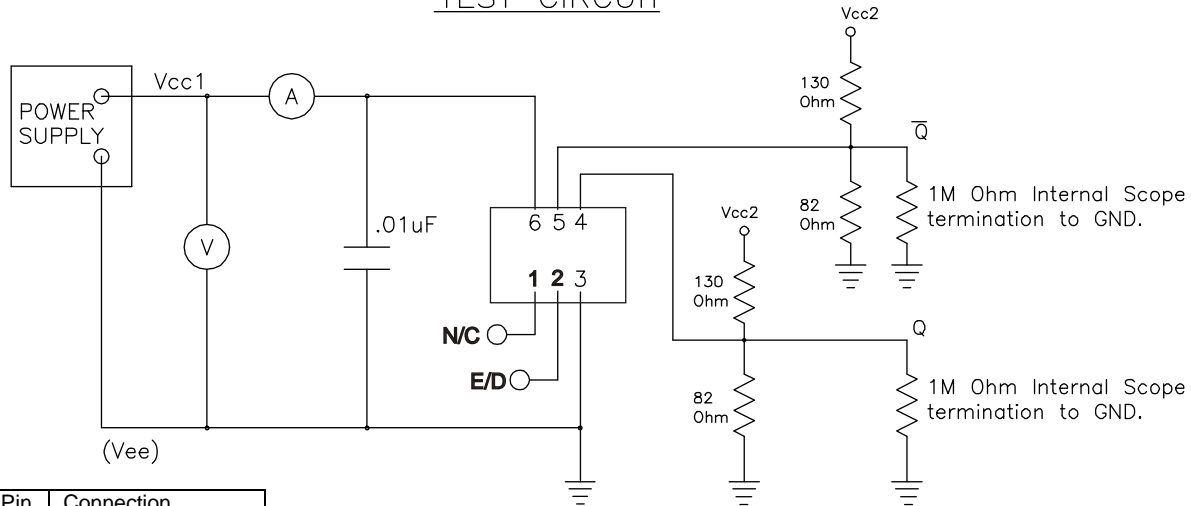 TEST CIRCUIT
Vcc2
130
Ohm
Q̅
82
Ohm
1M Ohm Internal Scope
termination to GND.
POWER
SUPPLY
Vcc1
A
V
.01uF
6 5 4
1 2 3
N/C
E/D
Vcc2
130
Ohm
Q
82
Ohm
1M Ohm Internal Scope
termination to GND.
(Vee)
Pin Connection